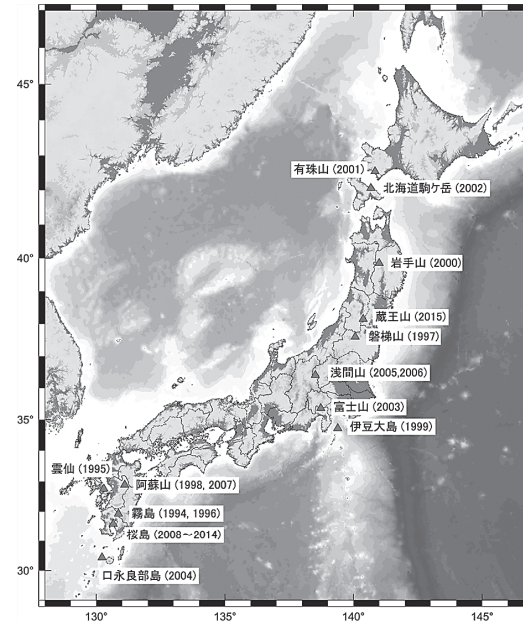 45°
有珠山 (2001)
北海道駒ケ岳 (2002)
40°
岩手山 (2000)
蔵王山 (2015)
磐梯山 (1997)
浅間山 (2005,2006)
35°
富士山 (2003)
伊豆大島 (1999)
雲仙 (1995)
阿蘇山 (1998, 2007)
霧島 (1994, 1996)
桜島 (2008〜2014)
30°
口永良部島 (2004)
130°
135°
140°
145°